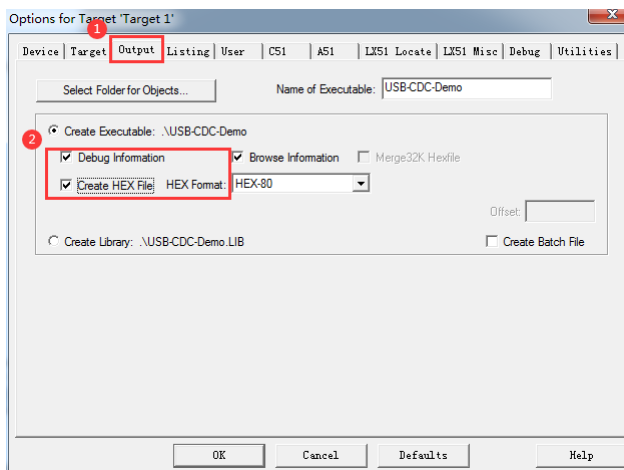 Options for Target 'Target 1'
1
Device Target Output Listing User C51 A51 LX51 Locate LX51 Misc Debug Utilities
Select Folder for Objects... Name of Executable: USB-CDC-Demo
2
Create Executable: .\USB-CDC-Demo
Debug Information Browse Information Merge32K Hexfile
Create HEX File HEX Format: HEX-80
Offset:
Create Library: .\USB-CDC-Demo.LIB Create Batch File
OK Cancel Defaults Help